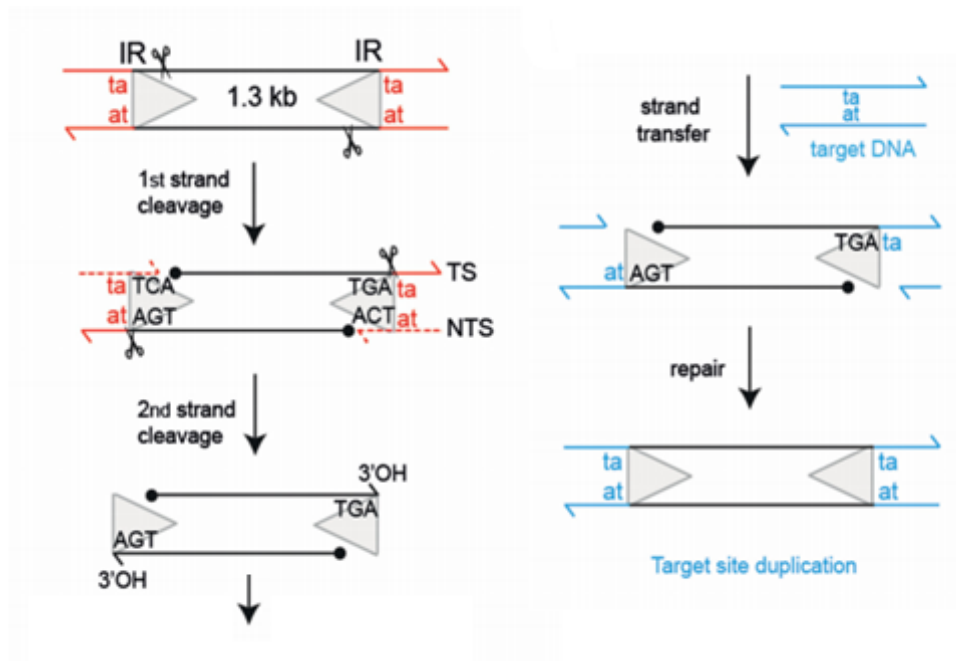 IR IR
ta 1.3 kb ta
at at
1st strand
cleavage
TS
ta TCA TGA ta
at AGT ACT at
NTS
2nd strand
cleavage
3'OH
TGA
AGT
3'OH
strand
transfer
ta
at
target DNA
TGA ta
at AGT
repair
ta ta
at at
Target site duplication